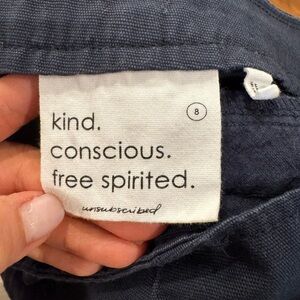 8
kind.
conscious.
free spirited.
unsubscribed